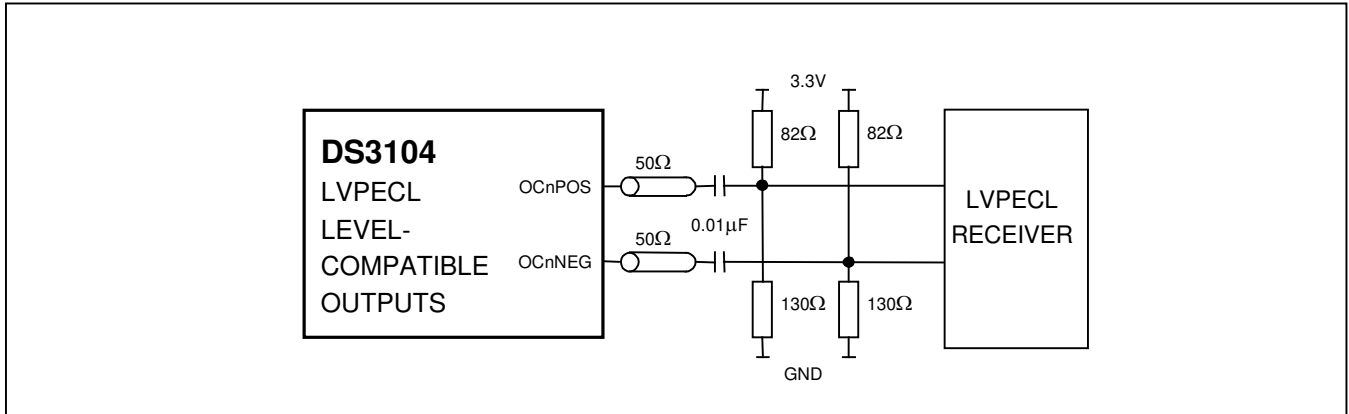 3.3V
82Ω
82Ω
DS3104
LVPECL
LEVEL-
COMPATIBLE
OUTPUTS
OCnPOS
50Ω
0.01μF
OCnNEG
50Ω
LVPECL
RECEIVER
130Ω
130Ω
GND